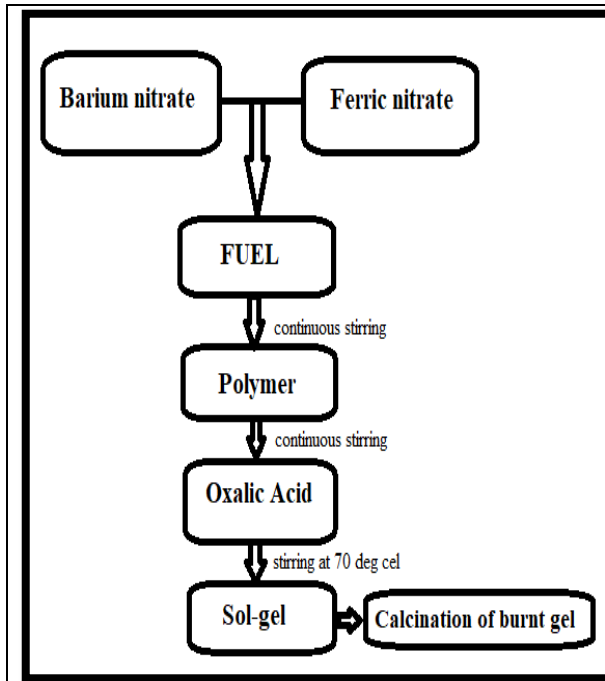 Barium nitrate
Ferric nitrate
FUEL
continuous stirring
Polymer
continuous stirring
Oxalic Acid
stirring at 70 deg cel
Sol-gel
Calcination of burnt gel